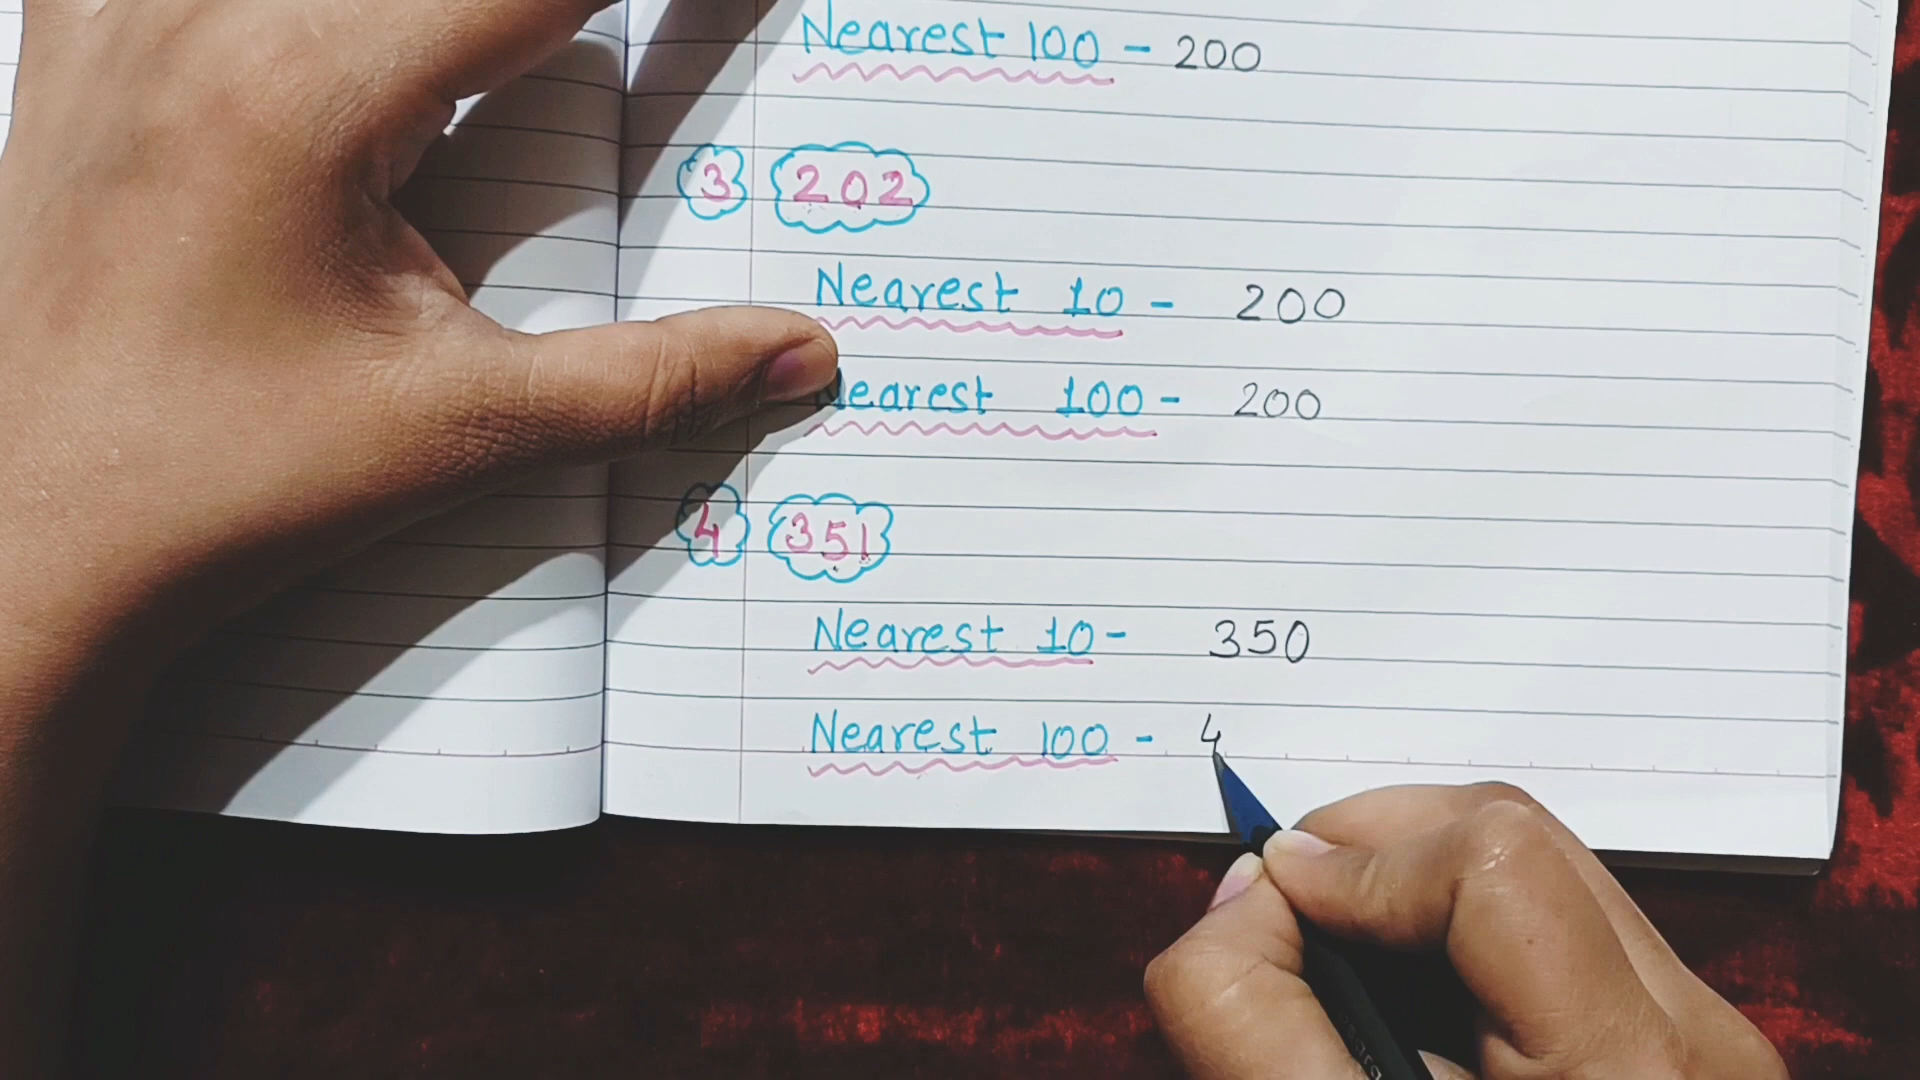 Nearest 100 - 200
3 202
Nearest 10 - 200
Nearest 100 - 200
4 351
Nearest 10 - 350
Nearest 100 - 4